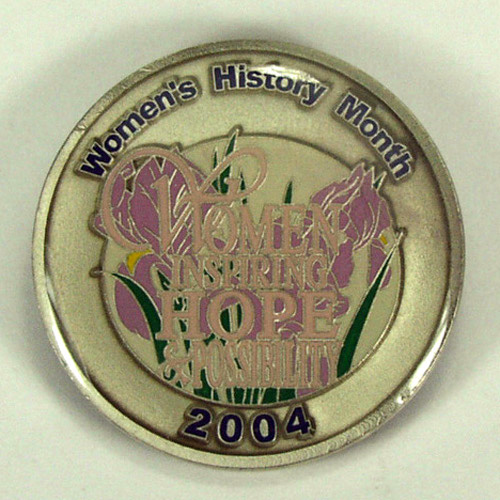 Women's History Month
WOMEN
INSPIRING
HOPE
& POSSIBILITY
2004